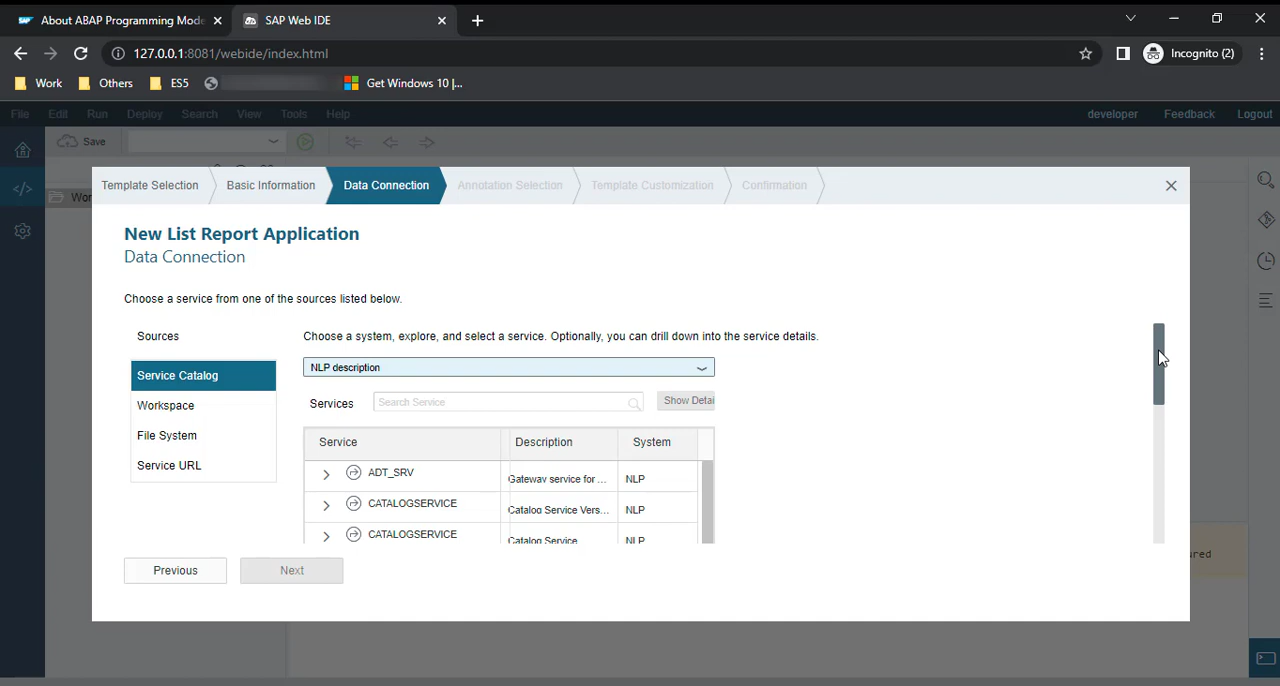 About ABAP Programming Mode
SAP Web IDE
127.0.0.1:8081/webide/index.html
Incognito (2)
Work
Others
ES5
Get Windows 10 |...
File Edit Run Deploy Search View Tools Help
developer Feedback Logout
Save
Wor
Template Selection
Basic Information
Data Connection
Annotation Selection
Template Customization
Confirmation
New List Report Application
Data Connection
Choose a service from one of the sources listed below.
Sources
Choose a system, explore, and select a service. Optionally, you can drill down into the service details.
Service Catalog
Workspace
File System
Service URL
NLP description
Services
Search Service
Show Detai
Service Description System
ADT_SRV Gateway service for ... NLP
CATALOGSERVICE Catalog Service Vers... NLP
CATALOGSERVICE Catalog Service NLP
ured
Previous
Next